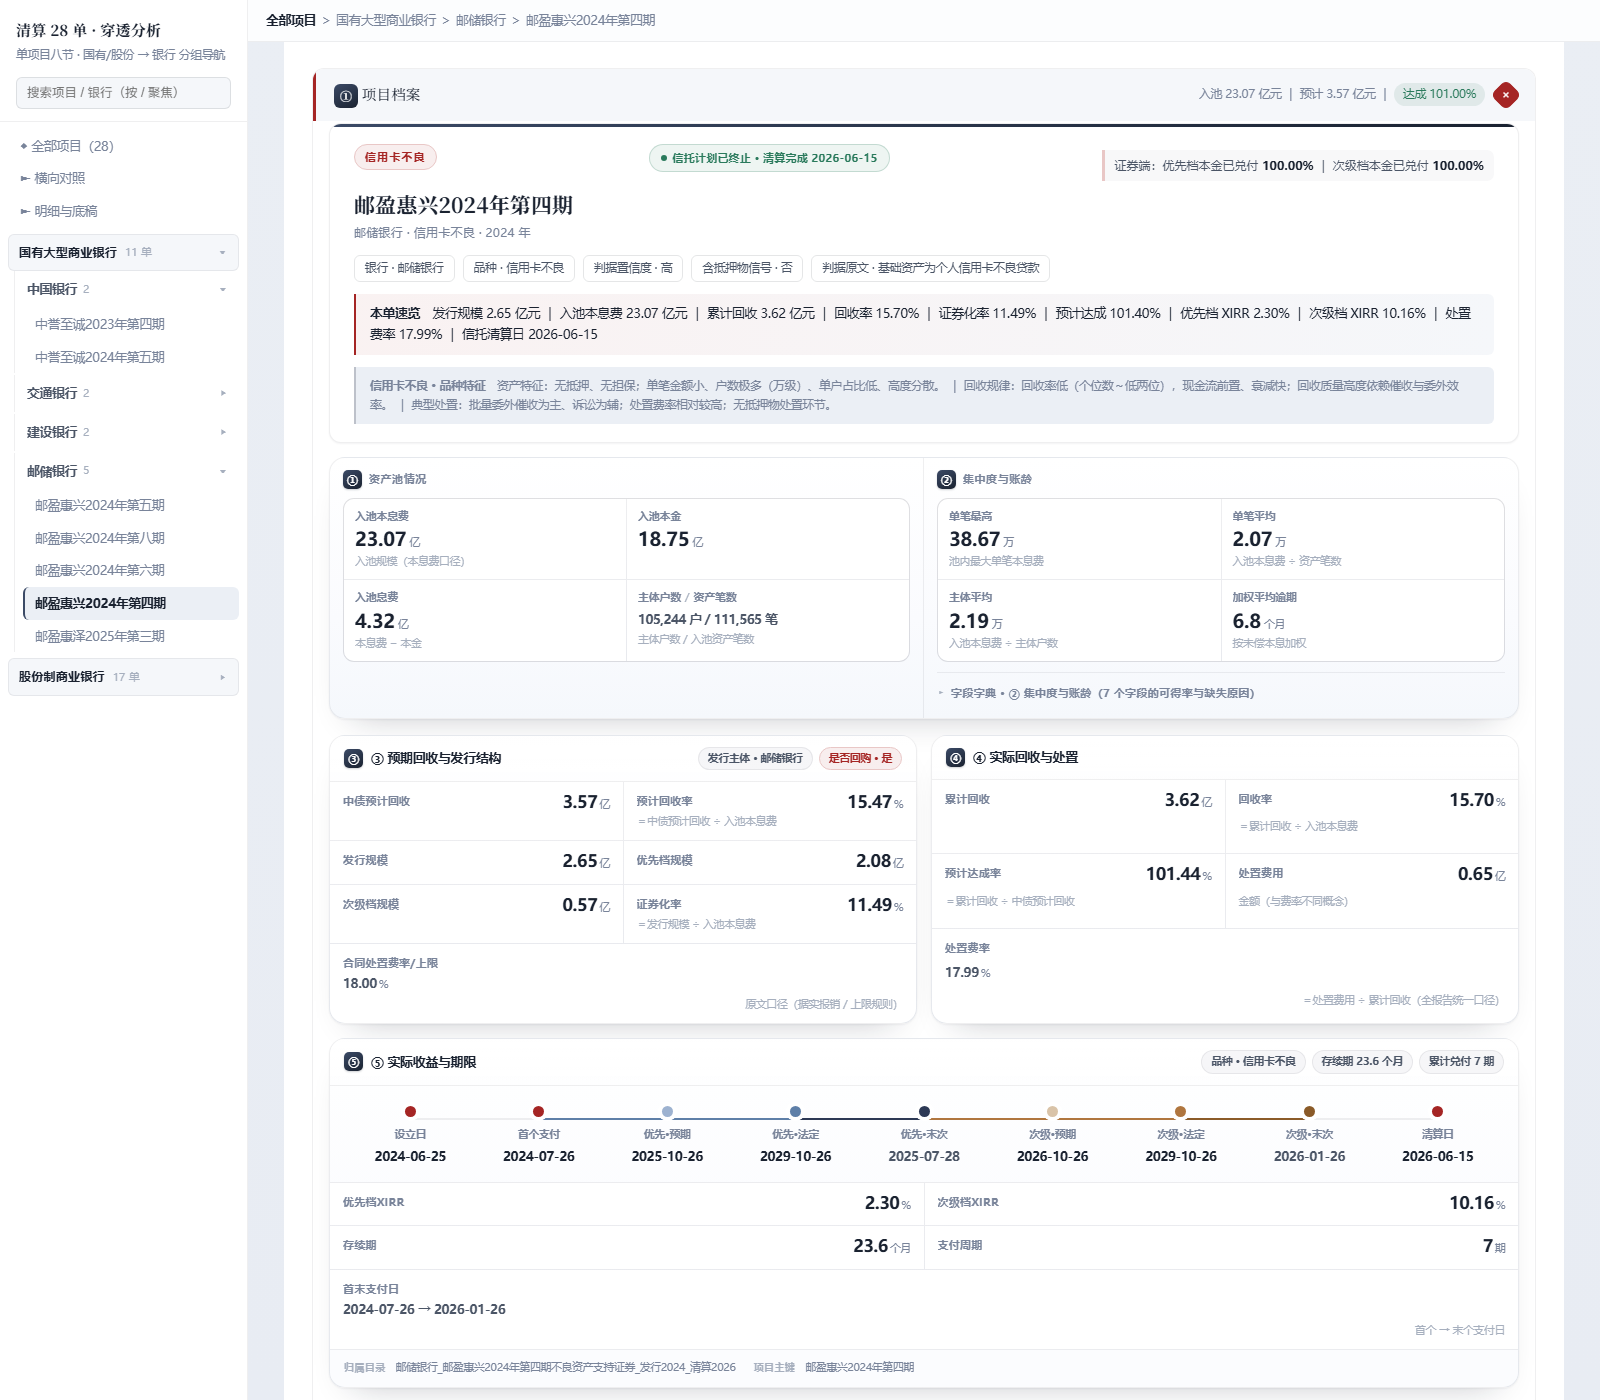 清算 28 单 · 穿透分析
单项目八节 · 国有/股份 → 银行 分组导航
搜索项目 / 银行（按 / 聚焦）
全部项目（28）
横向对照
明细与底稿
国有大型商业银行 11 单
中国银行 2
中誉至诚2023年第四期
中誉至诚2024年第五期
交通银行 2
建设银行 2
邮储银行 5
邮盈惠兴2024年第五期
邮盈惠兴2024年第八期
邮盈惠兴2024年第六期
邮盈惠兴2024年第四期
邮盈惠泽2025年第三期
股份制商业银行 17 单
全部项目 > 国有大型商业银行 > 邮储银行 > 邮盈惠兴2024年第四期
① 项目档案
入池 23.07 亿元 | 预计 3.57 亿元 | 达成 101.00% ×
信用卡不良
信托计划已终止 • 清算完成 2026-06-15
证券端：优先档本金已兑付 100.00% | 次级档本金已兑付 100.00%
邮盈惠兴2024年第四期
邮储银行 · 信用卡不良 · 2024 年
银行 · 邮储银行
品种 · 信用卡不良
判据置信度 · 高
含抵押物信号 · 否
判据原文 · 基础资产为个人信用卡不良贷款
本单速览 发行规模 2.65 亿元 | 入池本息费 23.07 亿元 | 累计回收 3.62 亿元 | 回收率 15.70% | 证券化率 11.49% | 预计达成 101.40% | 优先档 XIRR 2.30% | 次级档 XIRR 10.16% | 处置
费率 17.99% | 信托清算日 2026-06-15
信用卡不良 • 品种特征 资产特征：无抵押、无担保；单笔金额小、户数极多（万级）、单户占比低、高度分散。 | 回收规律：回收率低（个位数~低两位），现金流前置、衰减快；回收质量高度依赖催收与委外效
率。 | 典型处置：批量委外催收为主、诉讼为辅；处置费率相对较高；无抵押物处置环节。
① 资产池情况
入池本息费
23.07 亿
入池规模（本息费口径）
入池本金
18.75 亿
入池息费
4.32 亿
本息费 − 本金
主体户数 / 资产笔数
105,244 户 / 111,565 笔
主体户数 / 入池资产笔数
② 集中度与账龄
单笔最高
38.67 万
池内最大单笔本息费
单笔平均
2.07 万
入池本息费 ÷ 资产笔数
主体平均
2.19 万
入池本息费 ÷ 主体户数
加权平均逾期
6.8 个月
按未偿本息加权
字段字典 • ② 集中度与账龄（7 个字段的可得率与缺失原因）
③ ③ 预期回收与发行结构
发行主体 • 邮储银行
是否回购 • 是
中债预计回收 3.57 亿
预计回收率 15.47 %
＝中债预计回收 ÷ 入池本息费
发行规模 2.65 亿
优先档规模 2.08 亿
次级档规模 0.57 亿
证券化率 11.49 %
＝发行规模 ÷ 入池本息费
合同处置费率/上限
18.00 %
原文口径（据实报销 / 上限规则）
④ ④ 实际回收与处置
累计回收 3.62 亿
回收率 15.70 %
＝累计回收 ÷ 入池本息费
预计达成率 101.44 %
＝累计回收 ÷ 中债预计回收
处置费用 0.65 亿
金额（与费率不同概念）
处置费率
17.99 %
＝处置费用 ÷ 累计回收（全报告统一口径）
⑤ ⑤ 实际收益与期限
品种 • 信用卡不良
存续期 23.6 个月
累计兑付 7 期
设立日
2024-06-25
首个支付
2024-07-26
优先•预期
2025-10-26
优先•法定
2029-10-26
优先•末次
2025-07-28
次级•预期
2026-10-26
次级•法定
2029-10-26
次级•末次
2026-01-26
清算日
2026-06-15
优先档XIRR 2.30 %
次级档XIRR 10.16 %
存续期 23.6 个月
支付周期 7 期
首末支付日
2024-07-26 → 2026-01-26
首个 → 末个支付日
归属目录 邮储银行_邮盈惠兴2024年第四期不良资产支持证券_发行2024_清算2026 项目主键 邮盈惠兴2024年第四期